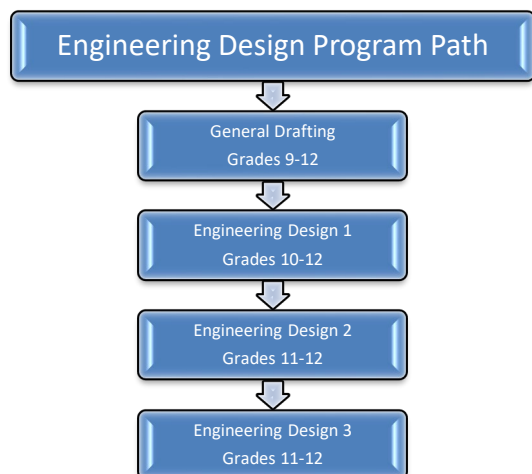 Engineering Design Program Path
General Drafting
Grades 9-12
Engineering Design 1
Grades 10-12
Engineering Design 2
Grades 11-12
Engineering Design 3
Grades 11-12